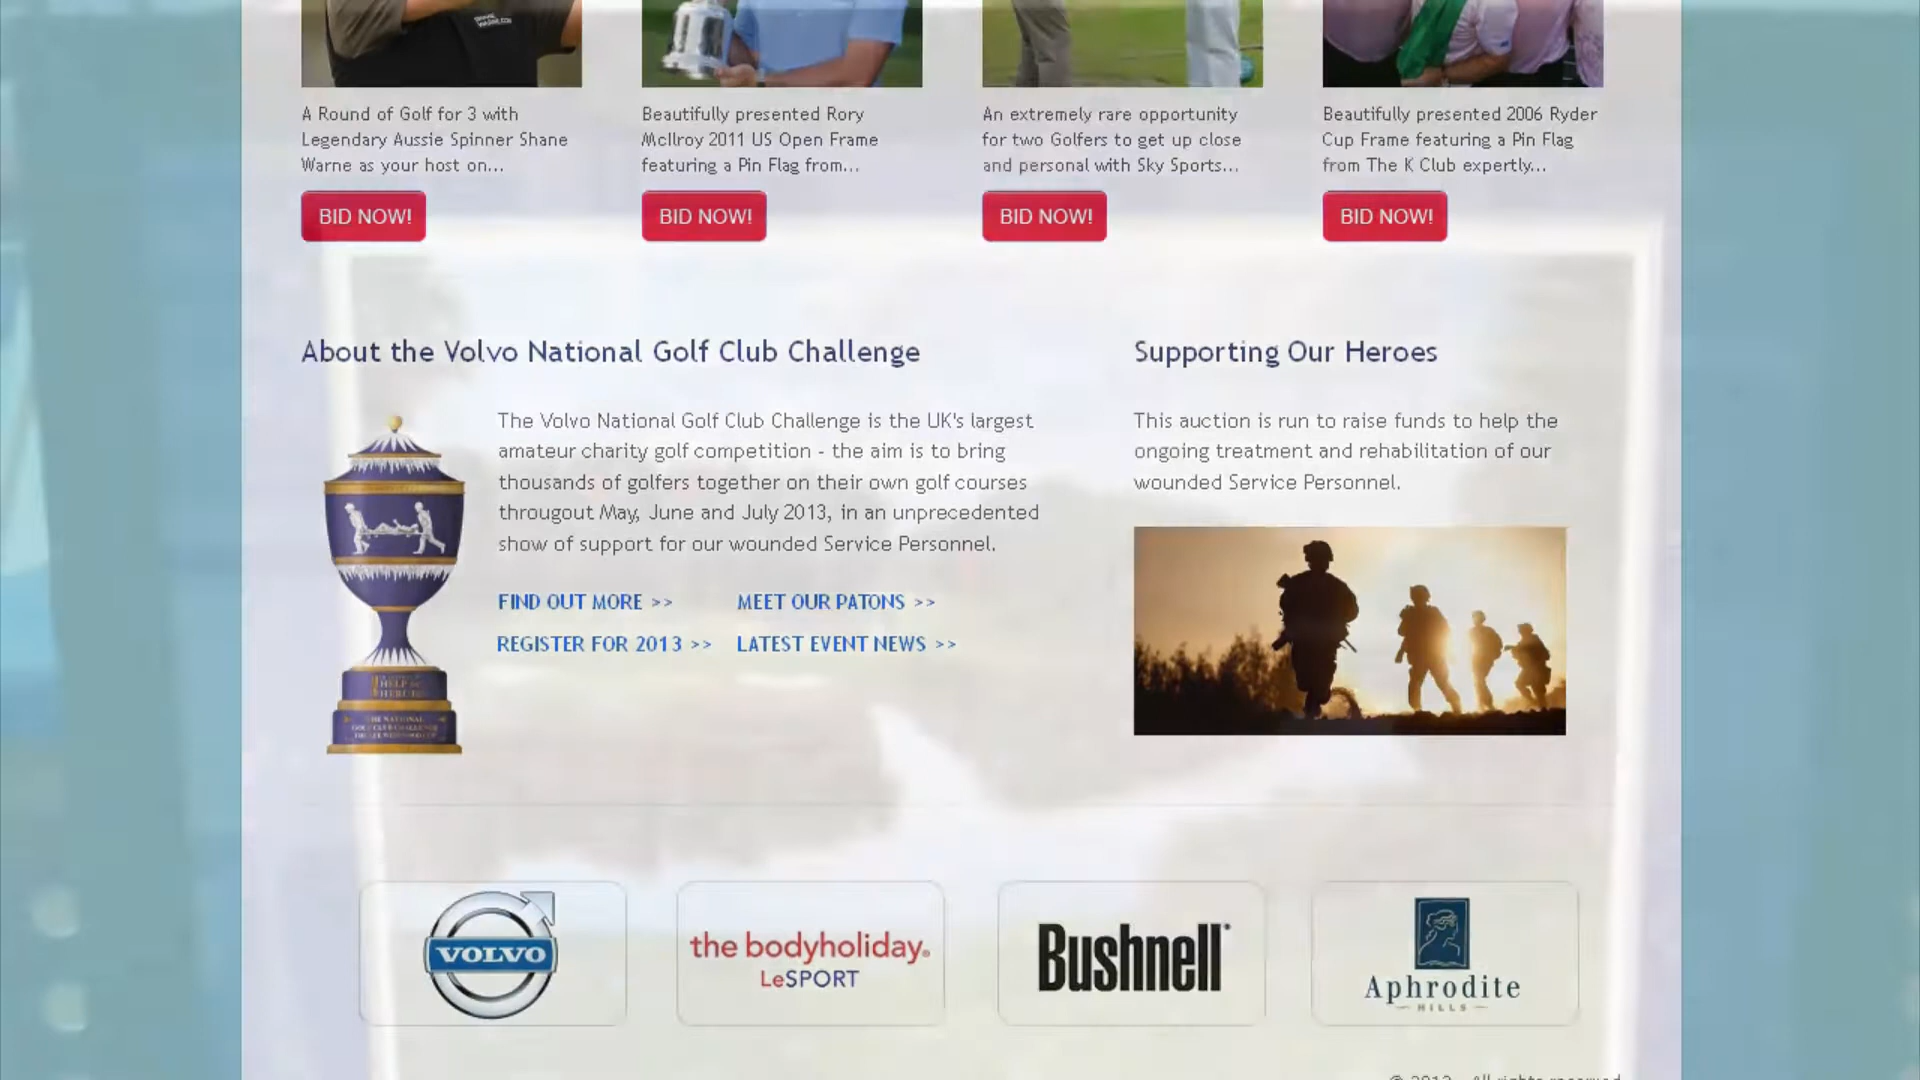 A Round of Golf for 3 with
Legendary Aussie Spinner Shane
Warne as your host on...
BID NOW!
Beautifully presented Rory
McIlroy 2011 US Open Frame
featuring a Pin Flag from...
BID NOW!
An extremely rare opportunity
for two Golfers to get up close
and personal with Sky Sports...
BID NOW!
Beautifully presented 2006 Ryder
Cup Frame featuring a Pin Flag
from The K Club expertly...
BID NOW!
About the Volvo National Golf Club Challenge
The Volvo National Golf Club Challenge is the UK's largest
amateur charity golf competition - the aim is to bring
thousands of golfers together on their own golf courses
througout May, June and July 2013, in an unprecedented
show of support for our wounded Service Personnel.
FIND OUT MORE >>
MEET OUR PATONS >>
REGISTER FOR 2013 >>
LATEST EVENT NEWS >>
HELP for
HEROES
THE NATIONAL
GOLF CLUB CHALLENGE
Supporting Our Heroes
This auction is run to raise funds to help the
ongoing treatment and rehabilitation of our
wounded Service Personnel.
VOLVO
the bodyholiday®
LeSPORT
Bushnell®
Aphrodite
HILLS